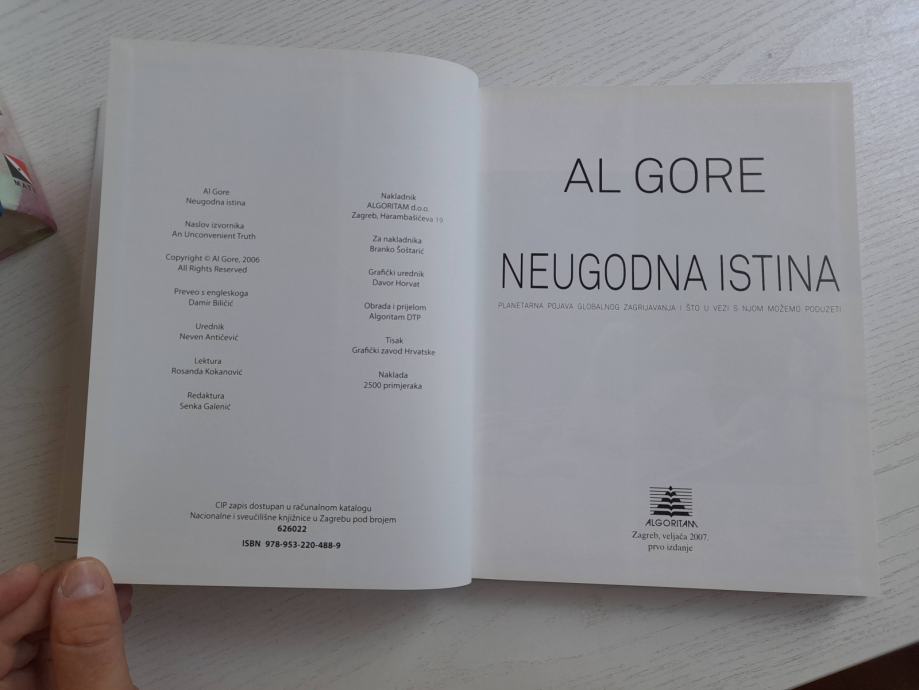 Al Gore
Neugodna istina
Naslov izvornika
An Unconvenient Truth
Copyright © Al Gore, 2006
All Rights Reserved
Preveo s engleskoga
Damir Biličić
Urednik
Neven Antičević
Lektura
Rosanda Kokanović
Redaktura
Senka Galenić
Nakladnik
ALGORITAM d.o.o.
Zagreb, Harambašićeva 19
Za nakladnika
Branko Šoštarić
Grafički urednik
Davor Horvat
Obrada i prijelom
Algoritam DTP
Tisak
Grafički zavod Hrvatske
Naklada
2500 primjeraka
CIP zapis dostupan u računalnom katalogu
Nacionalne i sveučilišne knjižnice u Zagrebu pod brojem
626022
ISBN 978-953-220-488-9
AL GORE
NEUGODNA ISTINA
PLANETARNA POJAVA GLOBALNOG ZAGRIJAVANJA I ŠTO U VEZI S NJOM MOŽEMO PODUZETI
ALGORITAM
Zagreb, veljača 2007.
prvo izdanje